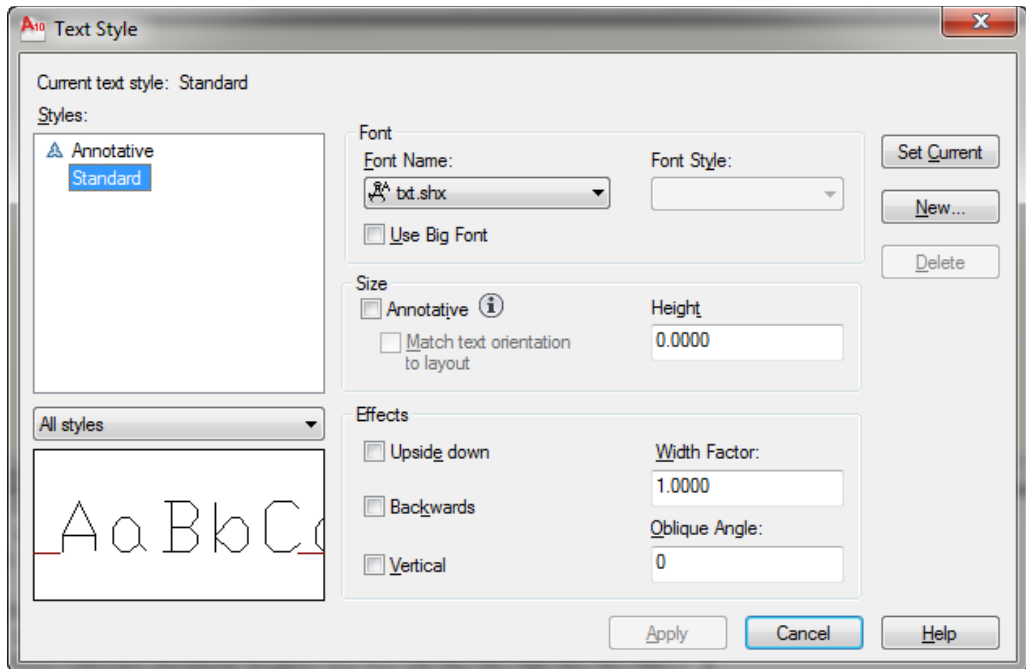 A10 Text Style
Current text style: Standard
Styles:
Annotative
Standard
All styles
AaBbC
Font
Font Name:
Font Style:
txt.shx
Use Big Font
Size
Annotative
Height
Match text orientation
to layout
0.0000
Effects
Upside down
Width Factor:
1.0000
Backwards
Oblique Angle:
Vertical
0
Set Current
New...
Delete
Apply
Cancel
Help